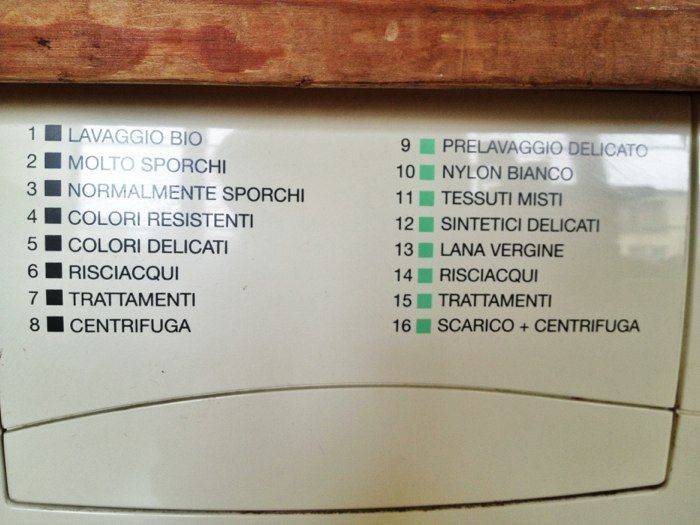 1 LAVAGGIO BIO
2 MOLTO SPORCHI
3 NORMALMENTE SPORCHI
4 COLORI RESISTENTI
5 COLORI DELICATI
6 RISCIACQUI
7 TRATTAMENTI
8 CENTRIFUGA
9 PRELAVAGGIO DELICATO
10 NYLON BIANCO
11 TESSUTI MISTI
12 SINTETICI DELICATI
13 LANA VERGINE
14 RISCIACQUI
15 TRATTAMENTI
16 SCARICO + CENTRIFUGA